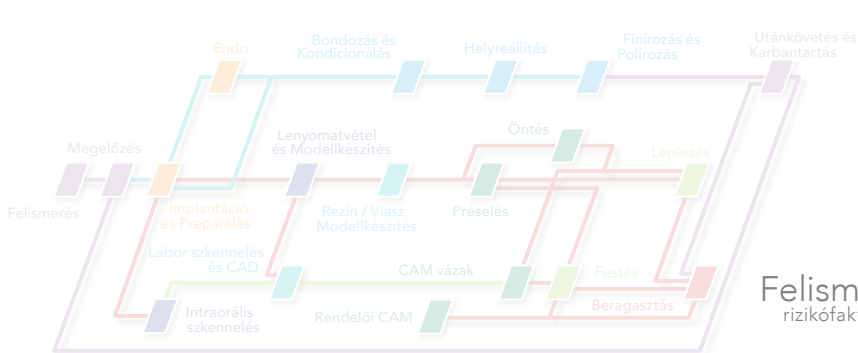 Endo
Bondozás és
Kondicionálás
Helyreállítás
Finírozás és
Polírozás
Utánkövetés és
Karbantartás
Megelőzés
Lenyomatvétel
és Modellkészítés
Öntés
Leplezés
Felismerés
Implantáció
és Preparálás
Rezin / Viasz
Modellkészítés
Préselés
Labor szkennelés
és CAD
CAM vázak
Festés
Beragasztás
Intraorális
szkennelés
Rendelői CAM
Felism
rizikófakt